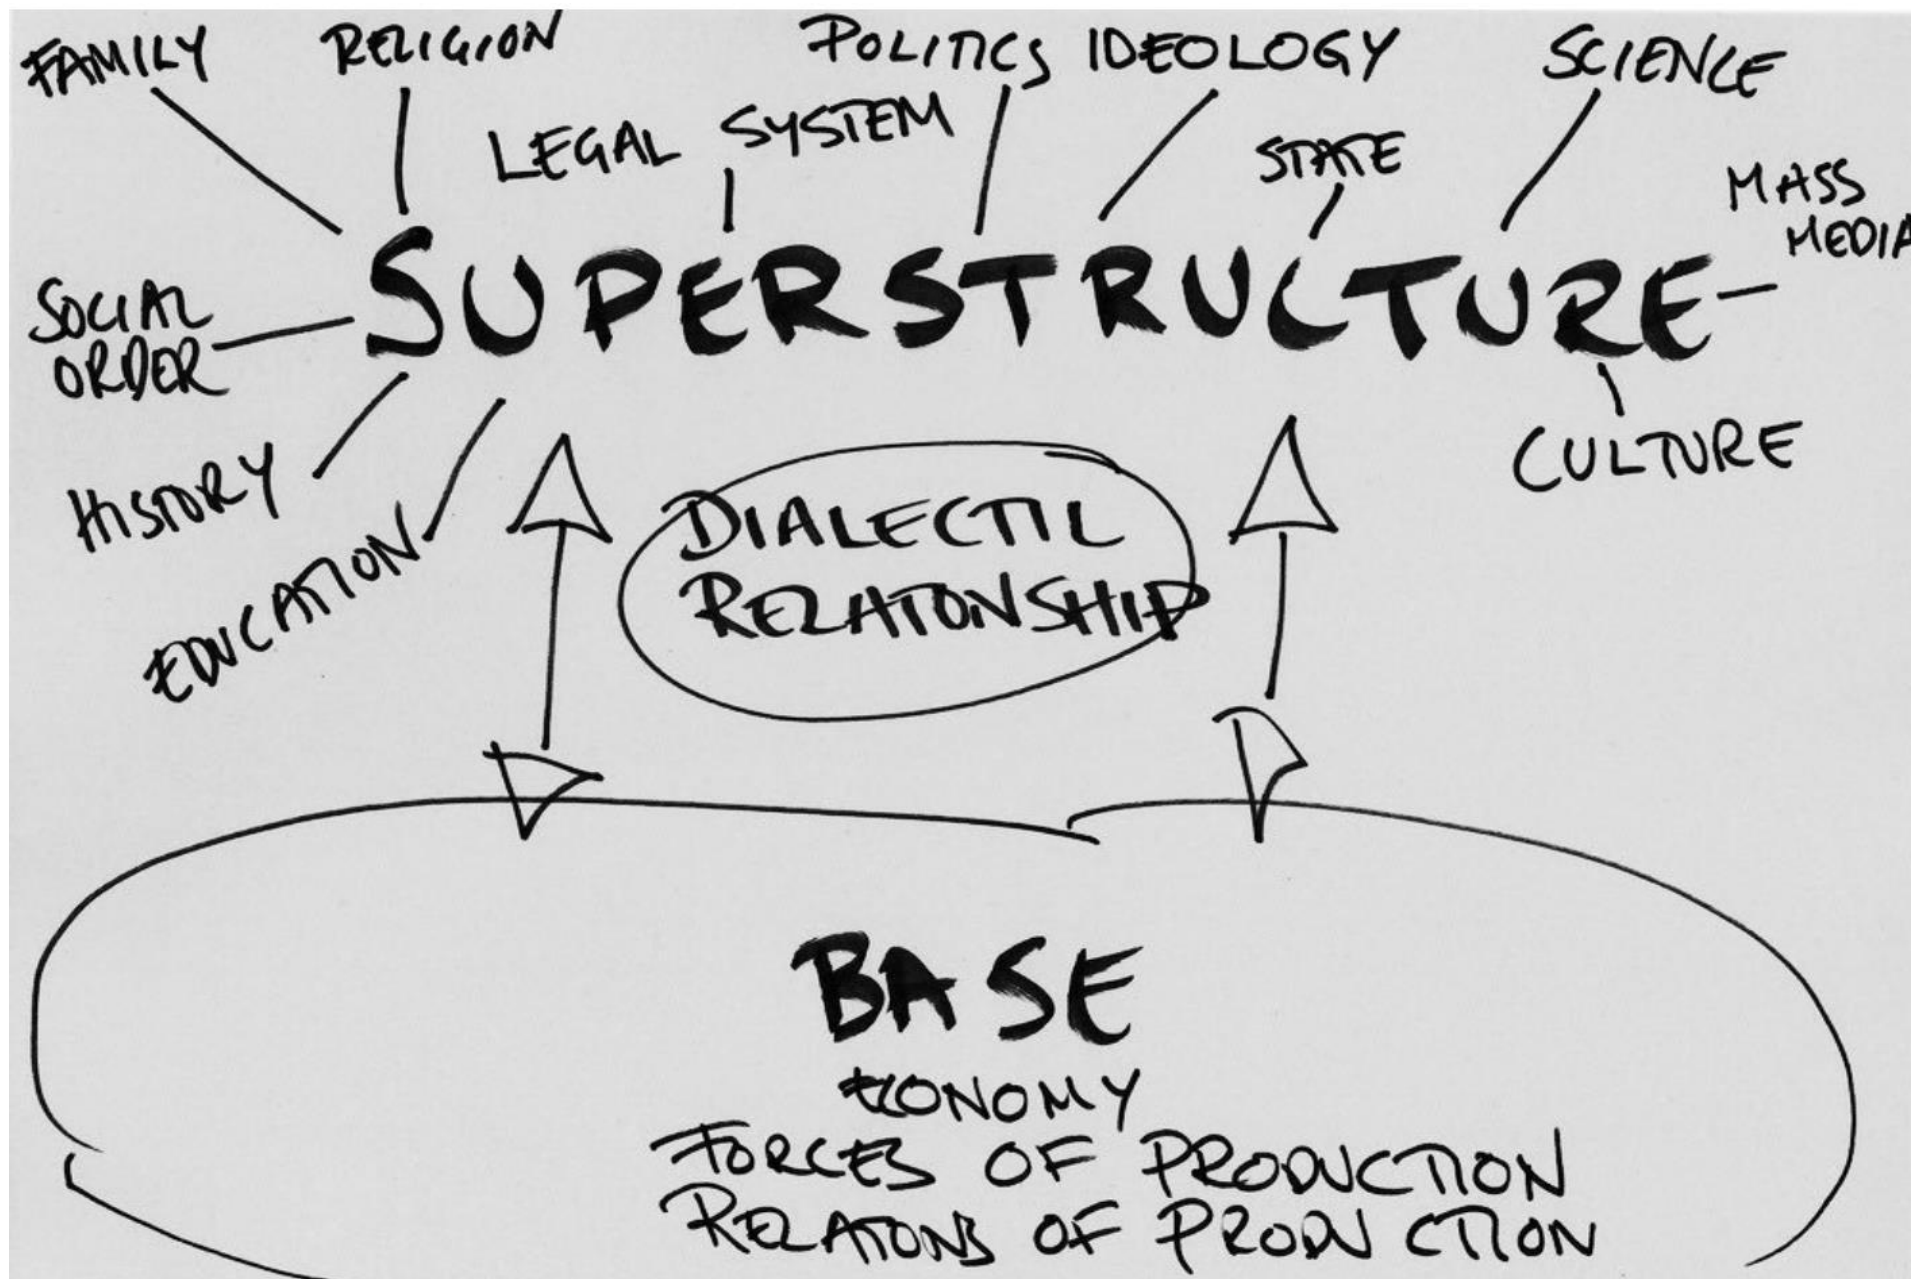 FAMILY
RELIGION
POLITICS IDEOLOGY
SCIENCE
LEGAL SYSTEM
STATE
MASS
MEDIA
SUPERSTRUCTURE
SOCIAL
ORDER
HISTORY
EDUCATION
CULTURE
DIALECTIC
RELATIONSHIP
BASE
ECONOMY
FORCES OF PRODUCTION
RELATIONS OF PRODUCTION